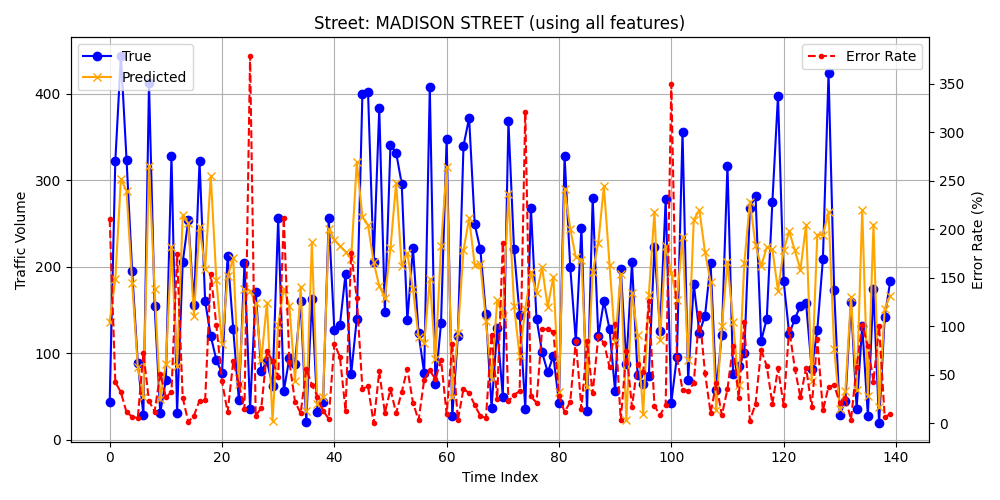 Street: MADISON STREET (using all features)
True
Predicted
Error Rate
Traffic Volume
400
300
200
100
0
350
300
250
200
150
100
50
0
Error Rate (%)
0 20 40 60 80 100 120 140
Time Index